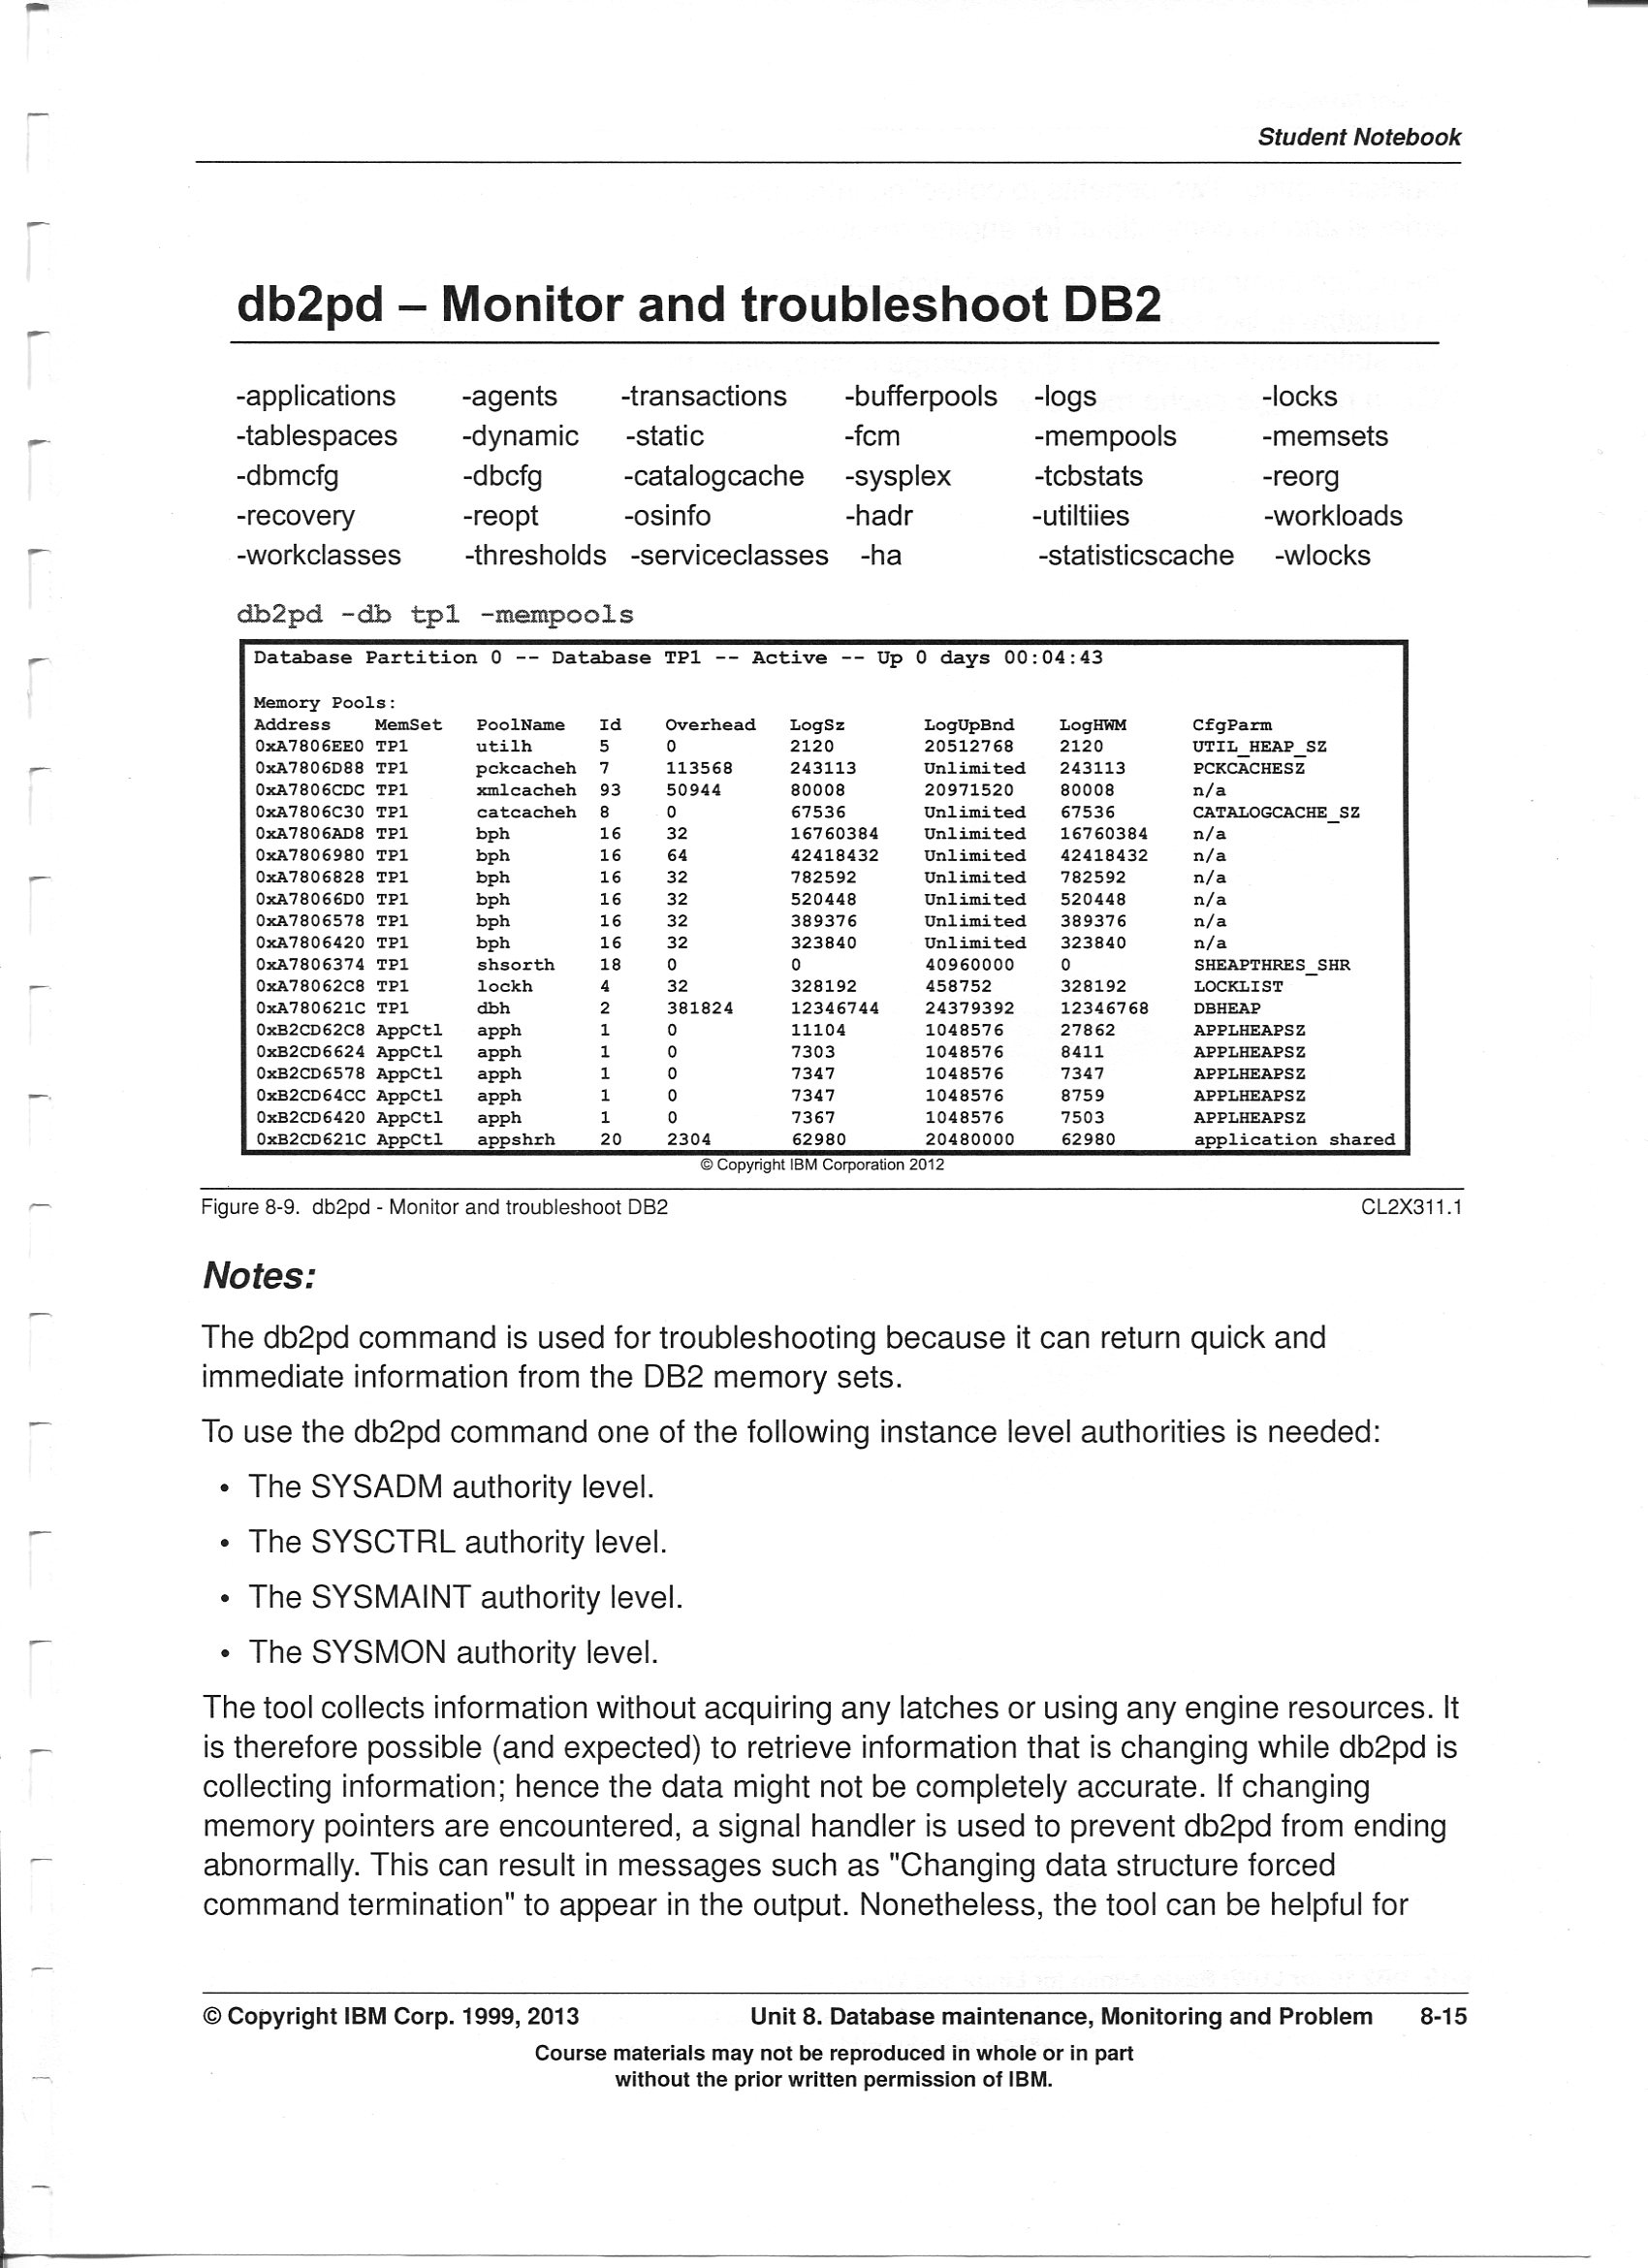 Student Notebook
db2pd – Monitor and troubleshoot DB2
-applications -agents -transactions -bufferpools -logs -locks
-tablespaces -dynamic -static -fcm -mempools -memsets
-dbmcfg -dbcfg -catalogcache -sysplex -tcbstats -reorg
-recovery -reopt -osinfo -hadr -utiltiies -workloads
-workclasses -thresholds -serviceclasses -ha -statisticscache -wlocks
db2pd -db tp1 -mempools
Database Partition 0 -- Database TP1 -- Active -- Up 0 days 00:04:43
Memory Pools:
Address MemSet PoolName Id Overhead LogSz LogUpBnd LogHWM CfgParm
0xA7806EE0 TP1 utilh 5 0 2120 20512768 2120 UTIL_HEAP_SZ
0xA7806D88 TP1 pckcacheh 7 113568 243113 Unlimited 243113 PCKCACHESZ
0xA7806CDC TP1 xmlcacheh 93 50944 80008 20971520 80008 n/a
0xA7806C30 TP1 catcacheh 8 0 67536 Unlimited 67536 CATALOGCACHE_SZ
0xA7806AD8 TP1 bph 16 32 16760384 Unlimited 16760384 n/a
0xA7806980 TP1 bph 16 64 42418432 Unlimited 42418432 n/a
0xA7806828 TP1 bph 16 32 782592 Unlimited 782592 n/a
0xA78066D0 TP1 bph 16 32 520448 Unlimited 520448 n/a
0xA7806578 TP1 bph 16 32 389376 Unlimited 389376 n/a
0xA7806420 TP1 bph 16 32 323840 Unlimited 323840 n/a
0xA7806374 TP1 shsorth 18 0 0 40960000 0 SHEAPTHRES_SHR
0xA78062C8 TP1 lockh 4 32 328192 458752 328192 LOCKLIST
0xA780621C TP1 dbh 2 381824 12346744 24379392 12346768 DBHEAP
0xB2CD62C8 AppCtl apph 1 0 11104 1048576 27862 APPLHEAPSZ
0xB2CD6624 AppCtl apph 1 0 7303 1048576 8411 APPLHEAPSZ
0xB2CD6578 AppCtl apph 1 0 7347 1048576 7347 APPLHEAPSZ
0xB2CD64CC AppCtl apph 1 0 7347 1048576 8759 APPLHEAPSZ
0xB2CD6420 AppCtl apph 1 0 7367 1048576 7503 APPLHEAPSZ
0xB2CD621C AppCtl appshrh 20 2304 62980 20480000 62980 application shared
© Copyright IBM Corporation 2012
Figure 8-9. db2pd - Monitor and troubleshoot DB2 CL2X311.1
Notes:
The db2pd command is used for troubleshooting because it can return quick and
immediate information from the DB2 memory sets.
To use the db2pd command one of the following instance level authorities is needed:
• The SYSADM authority level.
• The SYSCTRL authority level.
• The SYSMAINT authority level.
• The SYSMON authority level.
The tool collects information without acquiring any latches or using any engine resources. It
is therefore possible (and expected) to retrieve information that is changing while db2pd is
collecting information; hence the data might not be completely accurate. If changing
memory pointers are encountered, a signal handler is used to prevent db2pd from ending
abnormally. This can result in messages such as "Changing data structure forced
command termination" to appear in the output. Nonetheless, the tool can be helpful for
© Copyright IBM Corp. 1999, 2013 Unit 8. Database maintenance, Monitoring and Problem 8-15
Course materials may not be reproduced in whole or in part
without the prior written permission of IBM.